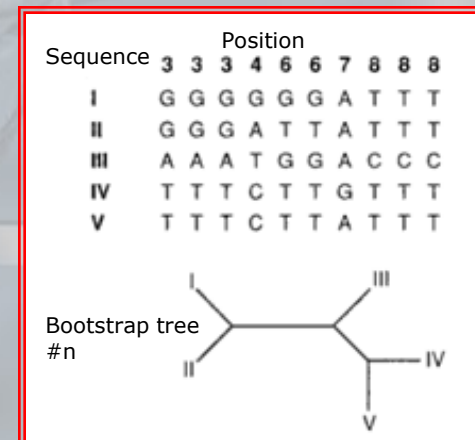 Position
Sequence 3 3 3 4 6 6 7 8 8 8
I G G G G G G A T T T
II G G G A T T A T T T
III A A A T G G A C C C
IV T T T C T T G T T T
V T T T C T T A T T T
I
III
Bootstrap tree
#n
II
IV
V